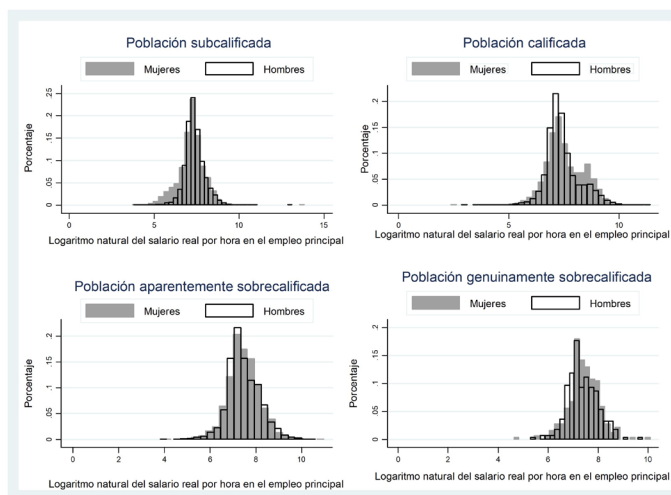 Población subcalificada
Mujeres Hombres
Porcentaje
.25
.2
.15
.1
.05
0
0 5 10 15
Logaritmo natural del salario real por hora en el empleo principal
Población calificada
Mujeres Hombres
Porcentaje
.2
.15
.1
.05
0
0 5 10
Logaritmo natural del salario real por hora en el empleo principal
Población aparentemente sobrecalificada
Mujeres Hombres
Porcentaje
.2
.15
.1
.05
0
0 2 4 6 8 10
Logaritmo natural del salario real por hora en el empleo principal
Población genuinamente sobrecalificada
Mujeres Hombres
Porcentaje
.2
.15
.1
.05
0
0 2 4 6 8 10
Logaritmo natural del salario real por hora en el empleo principal